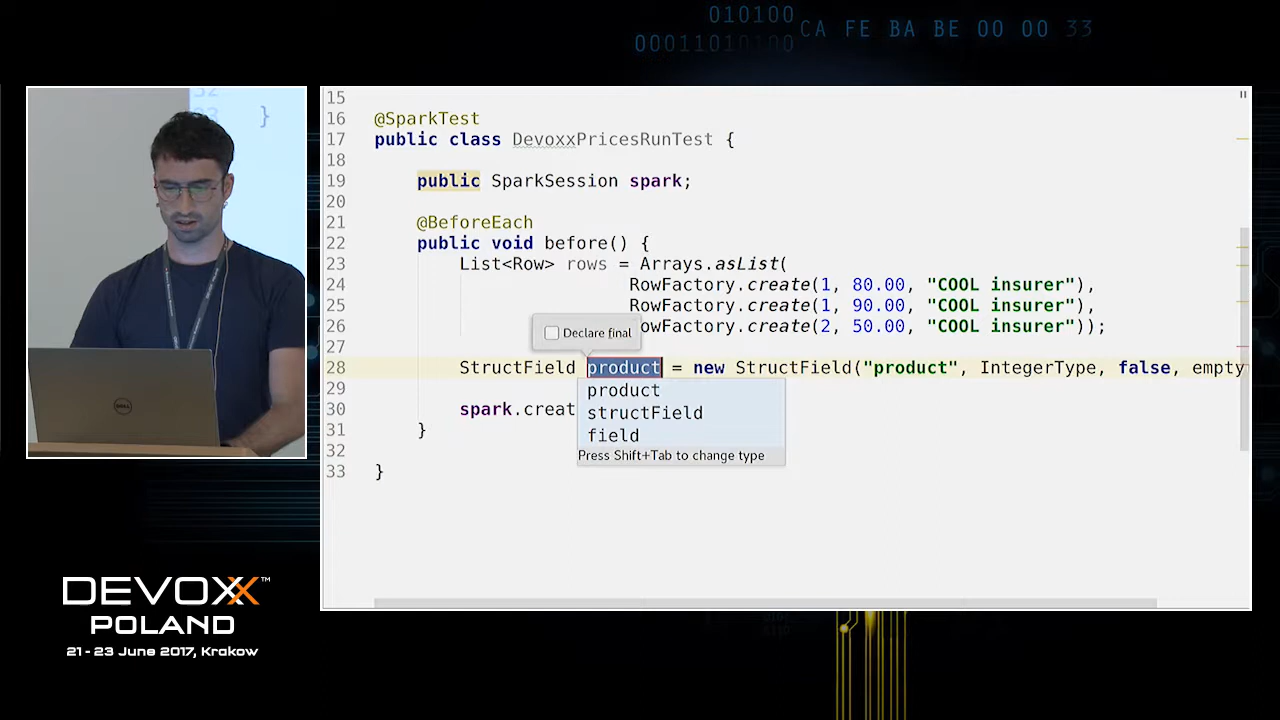 010100
00011010100
CA FE BA BE 00 00 33
15
16 @SparkTest
17 public class DevoxxPricesRunTest {
18
19 public SparkSession spark;
20
21 @BeforeEach
22 public void before() {
23 List<Row> rows = Arrays.asList(
24 RowFactory.create(1, 80.00, "COOL insurer"),
25 RowFactory.create(1, 90.00, "COOL insurer"),
26 owFactory.create(2, 50.00, "COOL insurer"));
Declare final
27
28 StructField product = new StructField("product", IntegerType, false, empty
29
product
structField
field
Press Shift+Tab to change type
30 spark.creat
31 }
32
33 }
}
DELL
DEVOXX™
POLAND
21 - 23 June 2017, Krakow